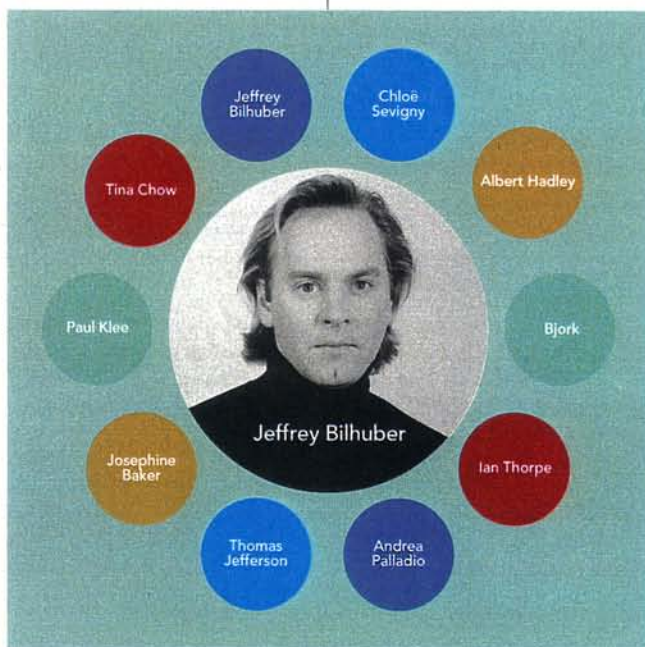 Jeffrey
Bilhuber
Chloë
Sevigny
Tina Chow
Albert Hadley
Paul Klee
Bjork
Jeffrey Bilhuber
Josephine
Baker
Ian Thorpe
Thomas
Jefferson
Andrea
Palladio